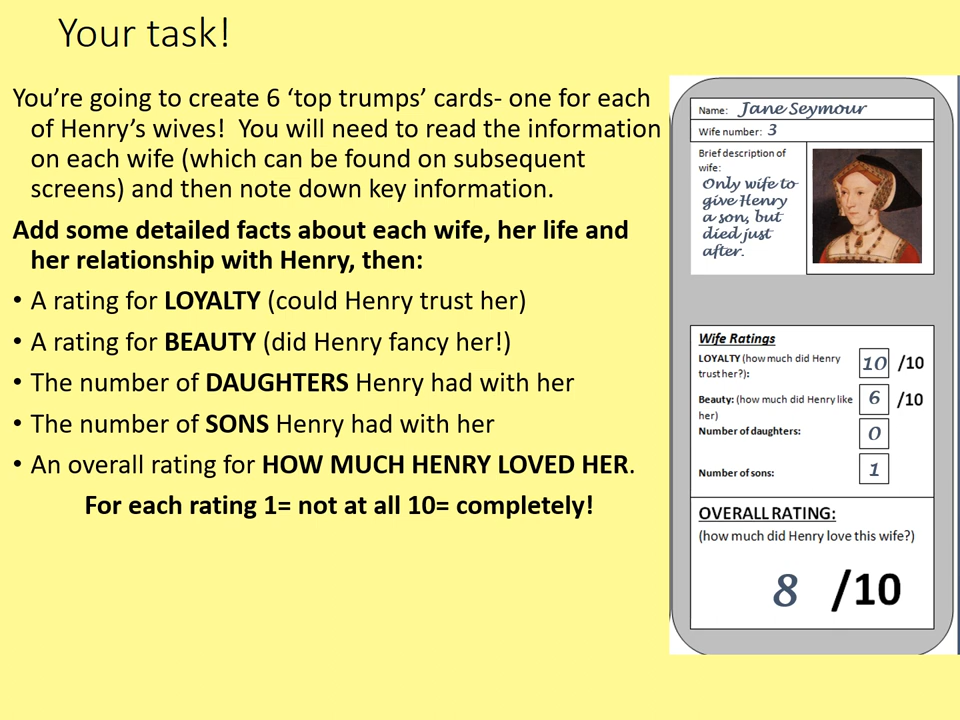 Your task!
You're going to create 6 'top trumps' cards- one for each
of Henry's wives!  You will need to read the information
on each wife (which can be found on subsequent
screens) and then note down key information.
Add some detailed facts about each wife, her life and
her relationship with Henry, then:
• A rating for LOYALTY (could Henry trust her)
• A rating for BEAUTY (did Henry fancy her!)
• The number of DAUGHTERS Henry had with her
• The number of SONS Henry had with her
• An overall rating for HOW MUCH HENRY LOVED HER.
For each rating 1= not at all 10= completely!
Name: Jane Seymour
Wife number: 3
Brief description of
wife:
Only wife to
give Henry
a son, but
died just
after.
Wife Ratings
LOYALTY (how much did Henry
trust her?): 10 /10
Beauty: (how much did Henry like
her) 6 /10
Number of daughters: 0
Number of sons: 1
OVERALL RATING:
(how much did Henry love this wife?)
8 /10